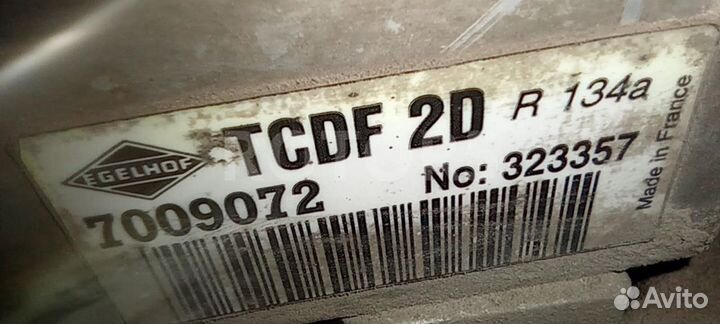 TCDF 2D R 134a
EGELHOF
7009072 No: 323357
Made in France
Avito